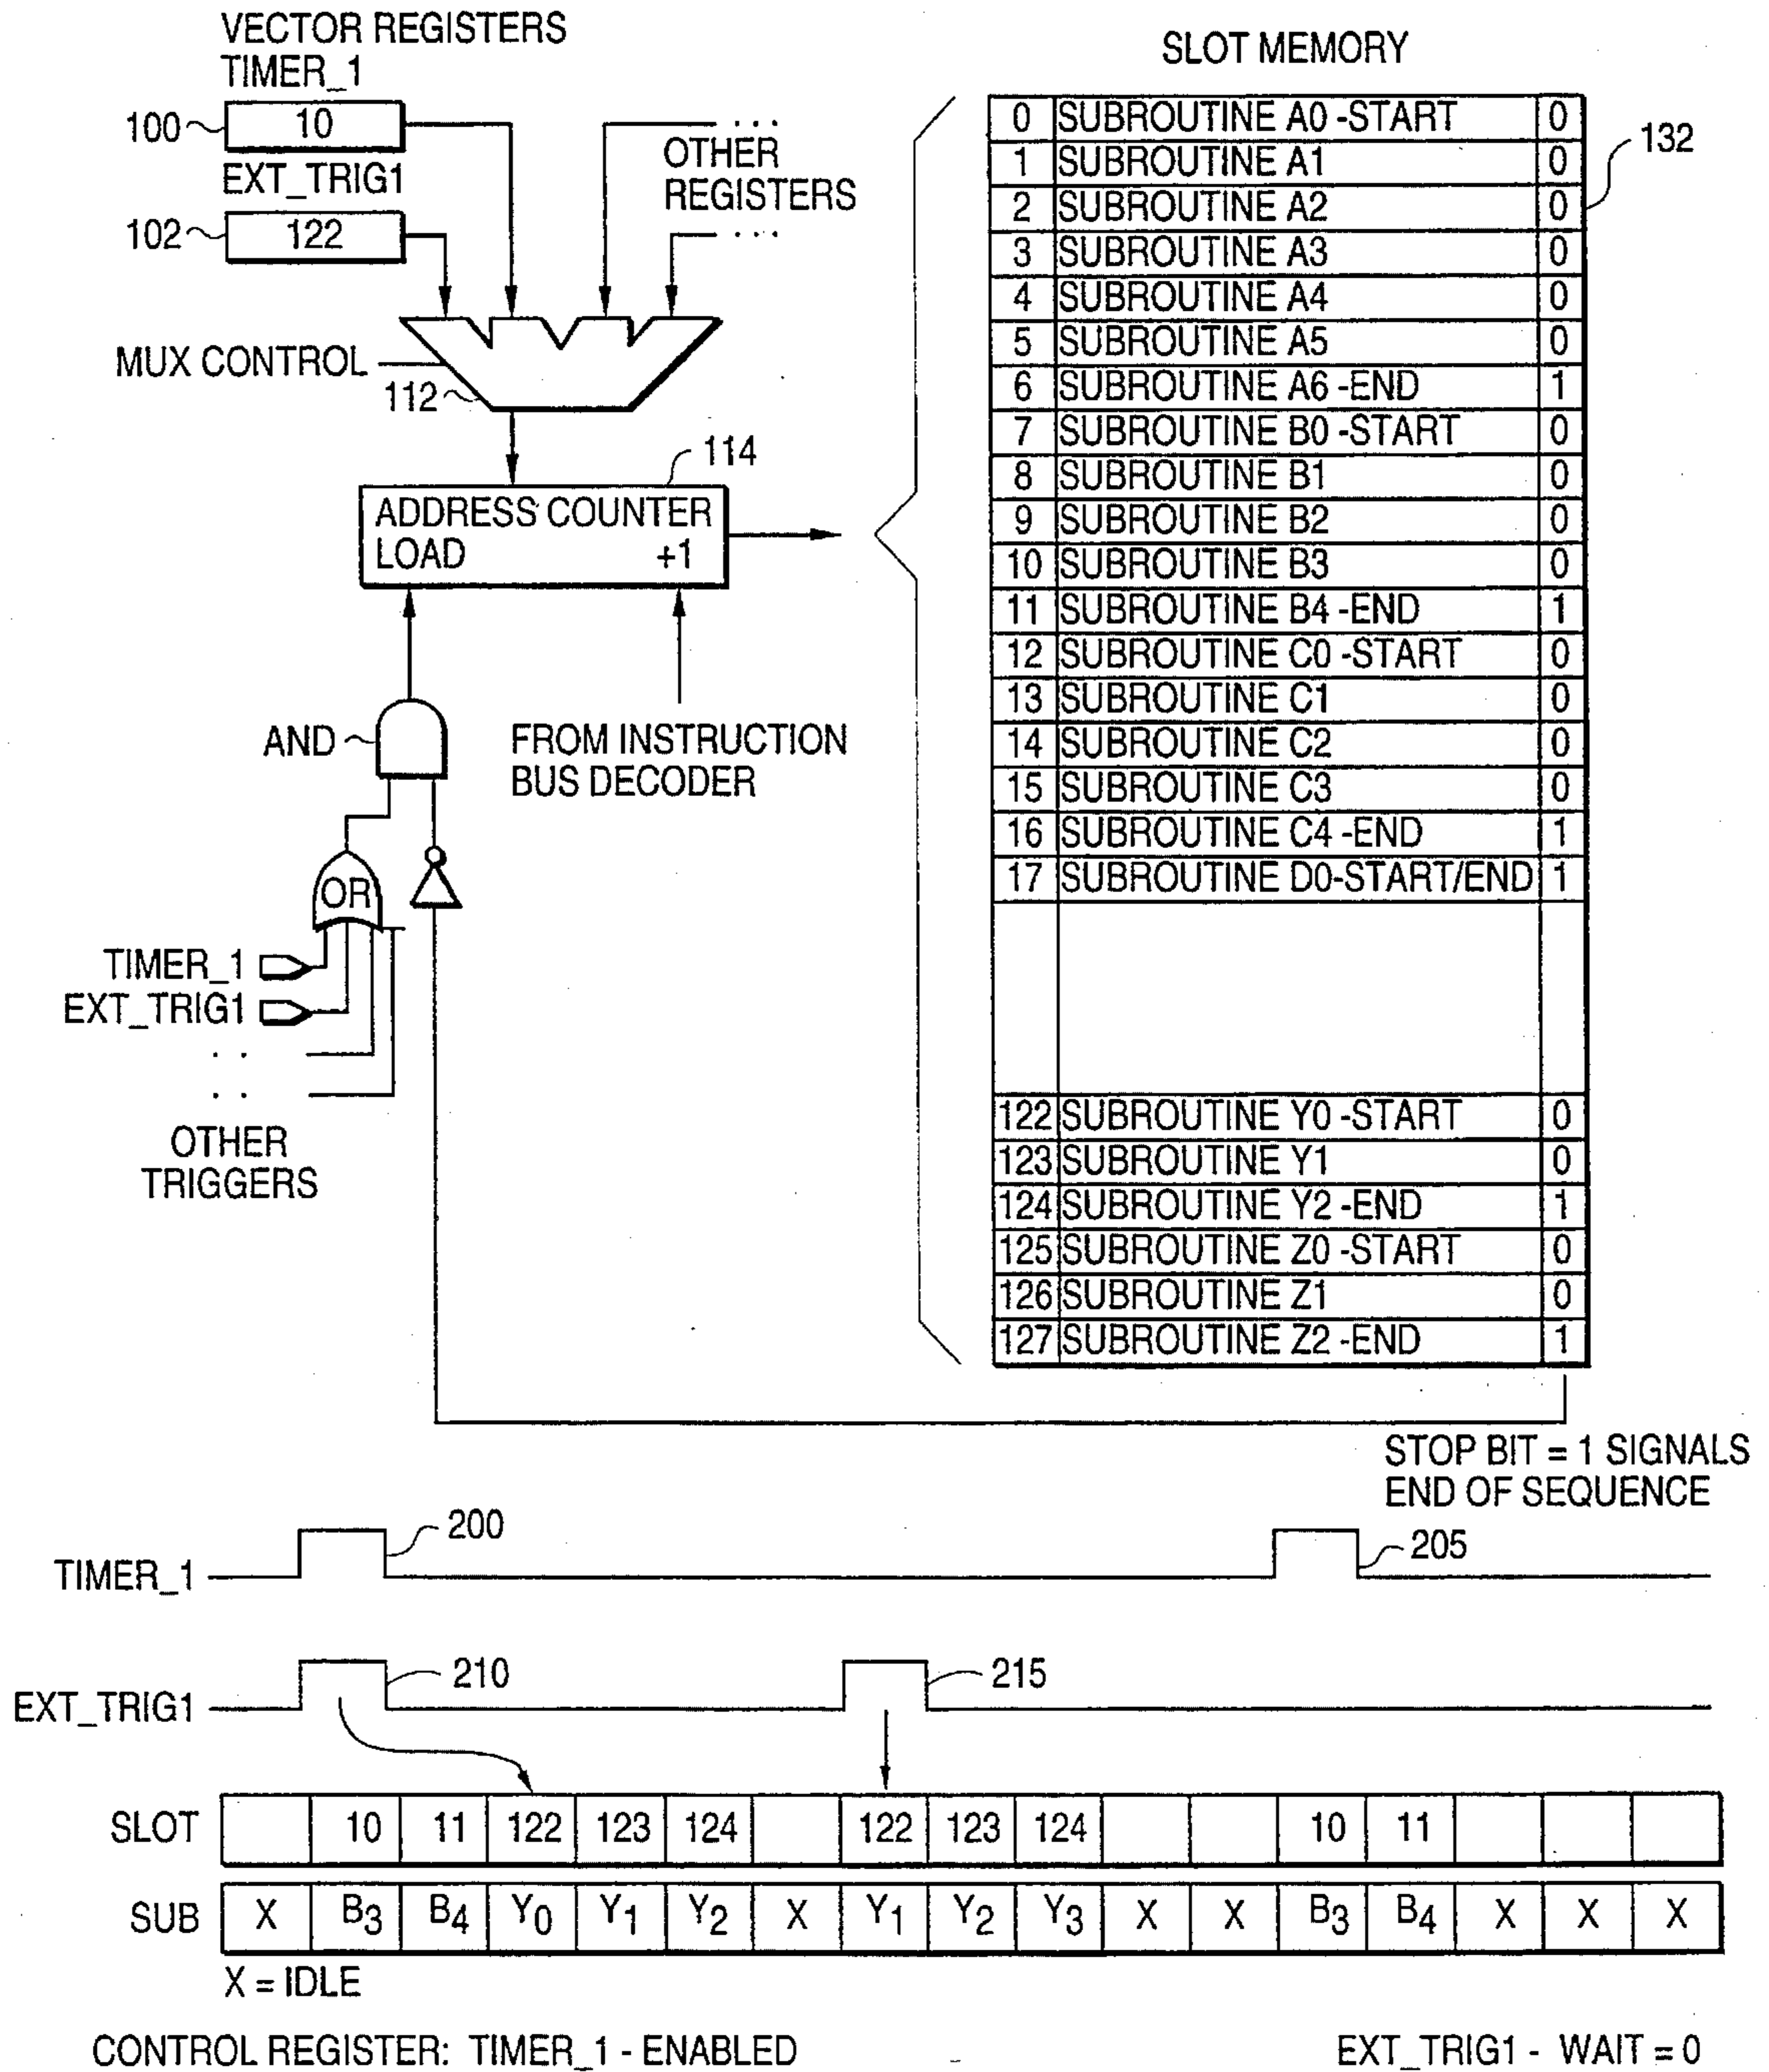 VECTOR REGISTERS
TIMER_1
100
10
EXT_TRIG1
102
122
. . .
OTHER
REGISTERS
. . .
MUX CONTROL
112
114
ADDRESS COUNTER
LOAD +1
AND
FROM INSTRUCTION
BUS DECODER
OR
TIMER_1
EXT_TRIG1
. .
. .
OTHER
TRIGGERS
SLOT MEMORY
132
0 SUBROUTINE A0 -START 0
1 SUBROUTINE A1 0
2 SUBROUTINE A2 0
3 SUBROUTINE A3 0
4 SUBROUTINE A4 0
5 SUBROUTINE A5 0
6 SUBROUTINE A6 -END 1
7 SUBROUTINE B0 -START 0
8 SUBROUTINE B1 0
9 SUBROUTINE B2 0
10 SUBROUTINE B3 0
11 SUBROUTINE B4 -END 1
12 SUBROUTINE C0 -START 0
13 SUBROUTINE C1 0
14 SUBROUTINE C2 0
15 SUBROUTINE C3 0
16 SUBROUTINE C4 -END 1
17 SUBROUTINE D0-START/END 1
122 SUBROUTINE Y0 -START 0
123 SUBROUTINE Y1 0
124 SUBROUTINE Y2 -END 1
125 SUBROUTINE Z0 -START 0
126 SUBROUTINE Z1 0
127 SUBROUTINE Z2 -END 1
STOP BIT = 1 SIGNALS
END OF SEQUENCE
TIMER_1 200 205
EXT_TRIG1 210 215
SLOT 10 11 122 123 124 122 123 124 10 11
SUB X B3 B4 Y0 Y1 Y2 X Y1 Y2 Y3 X X B3 B4 X X X
X = IDLE
CONTROL REGISTER: TIMER_1 - ENABLED EXT_TRIG1 - WAIT = 0